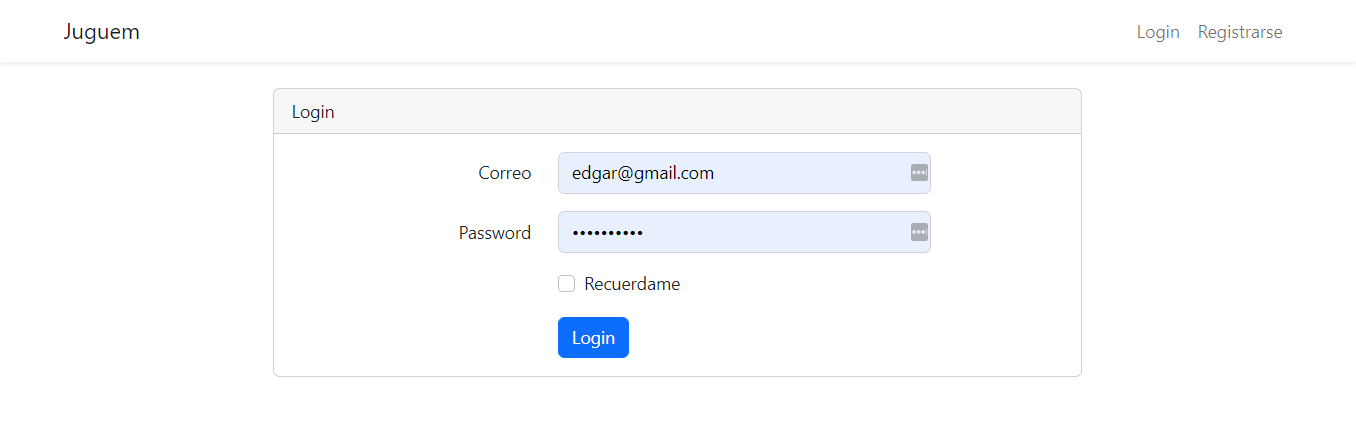 Juguem
Login Registrarse
Login
Correo edgar@gmail.com
Password ••••••••••
Recuerdame
Login